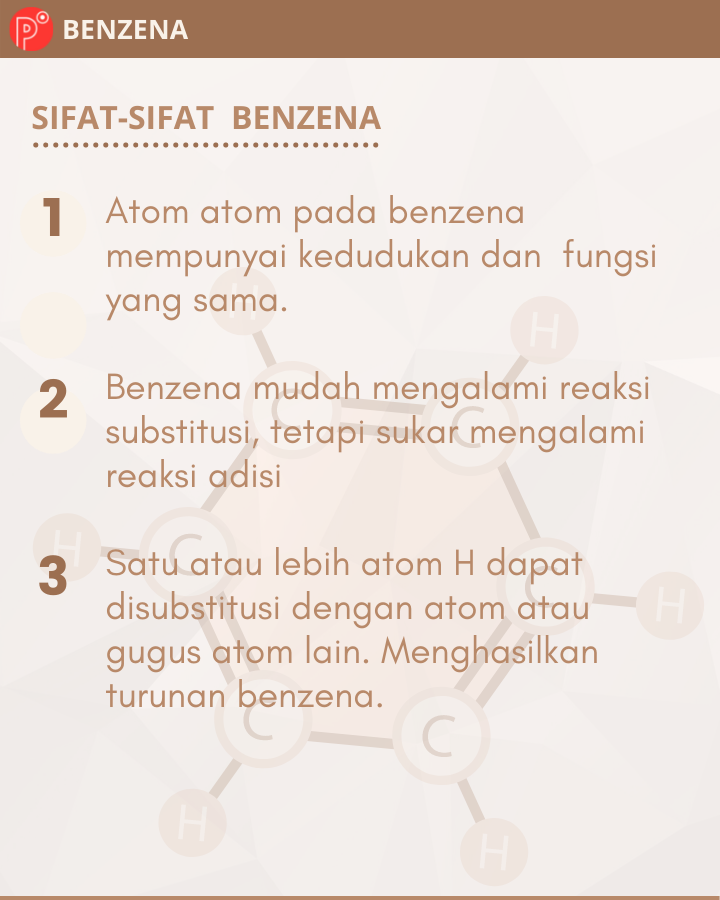 P
BENZENA
SIFAT-SIFAT BENZENA
1
Atom atom pada benzena
mempunyai kedudukan dan fungsi
yang sama.
2
Benzena mudah mengalami reaksi
substitusi, tetapi sukar mengalami
reaksi adisi
3
Satu atau lebih atom H dapat
disubstitusi dengan atom atau
gugus atom lain. Menghasilkan
turunan benzena.
H
H
C
C
H
C
C
H
C
C
H
H